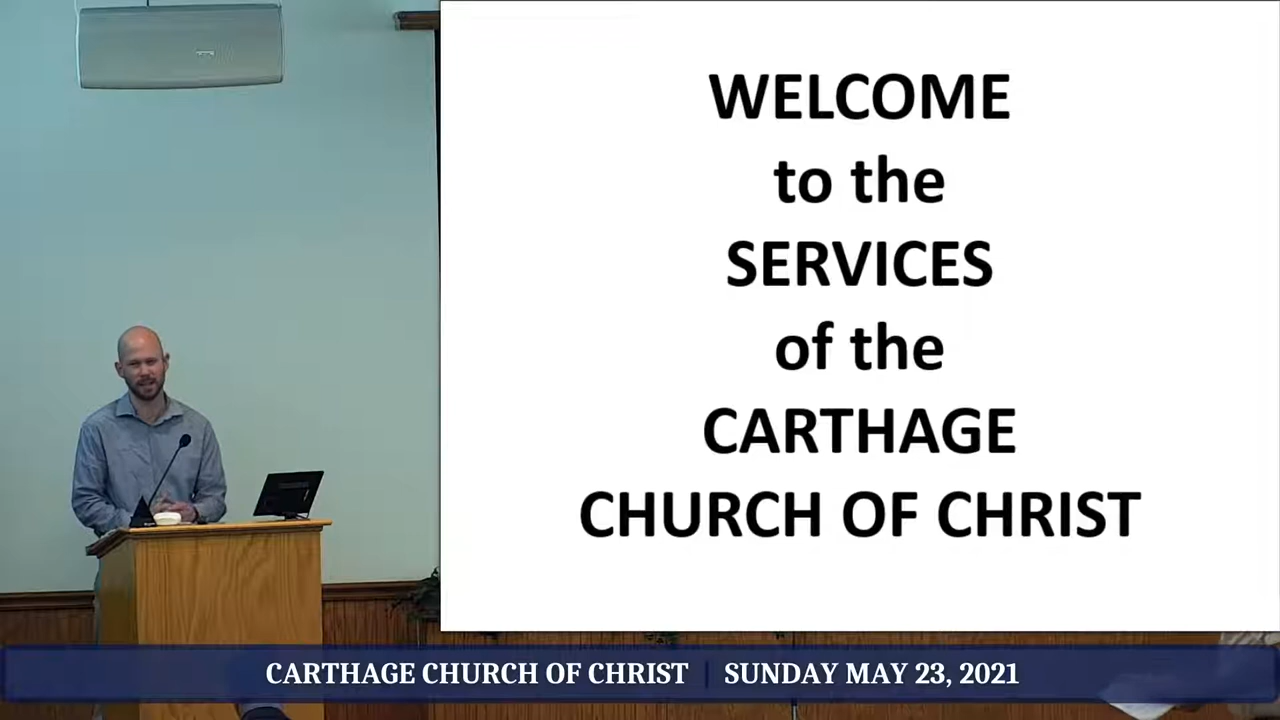 WELCOME
to the
SERVICES
of the
CARTHAGE
CHURCH OF CHRIST
CARTHAGE CHURCH OF CHRIST | SUNDAY MAY 23, 2021